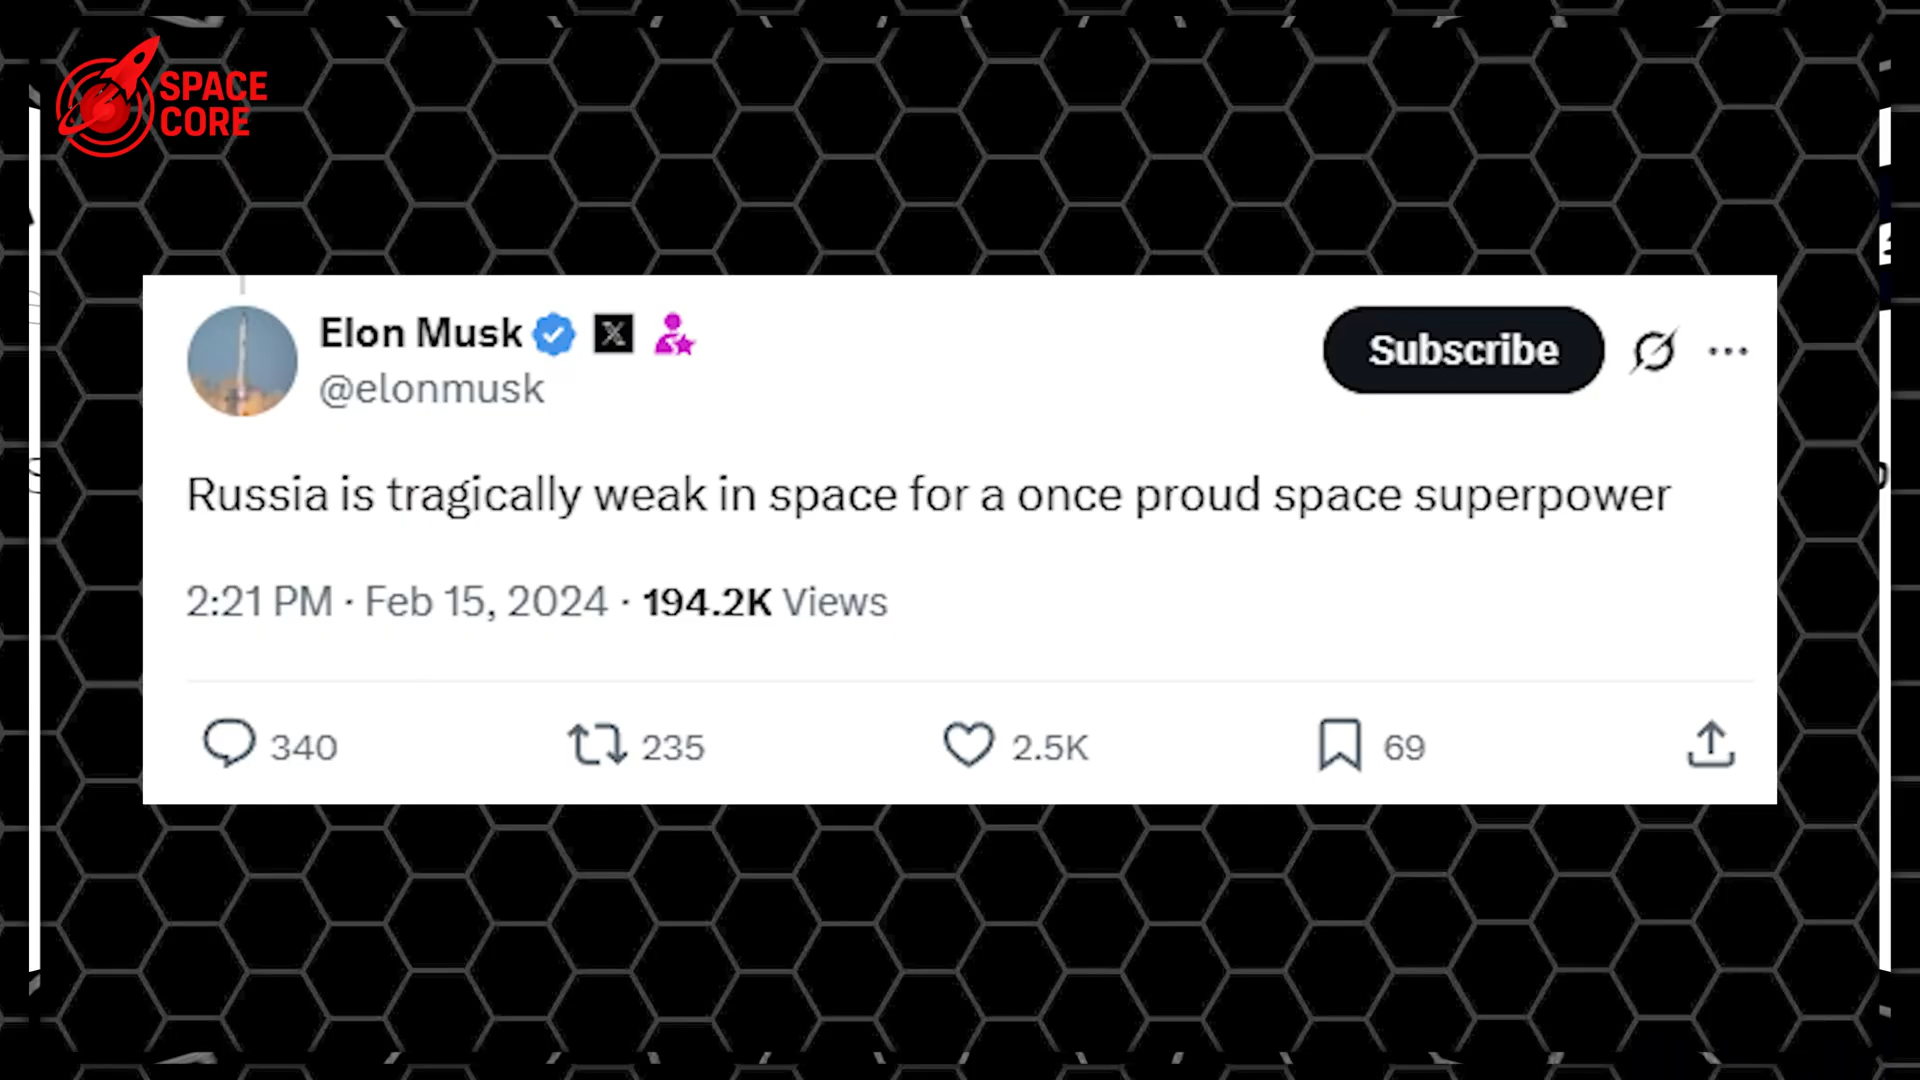 SPACE
CORE
Elon Musk
@elonmusk
Subscribe
Russia is tragically weak in space for a once proud space superpower
2:21 PM · Feb 15, 2024 · 194.2K Views
340 235 2.5K 69